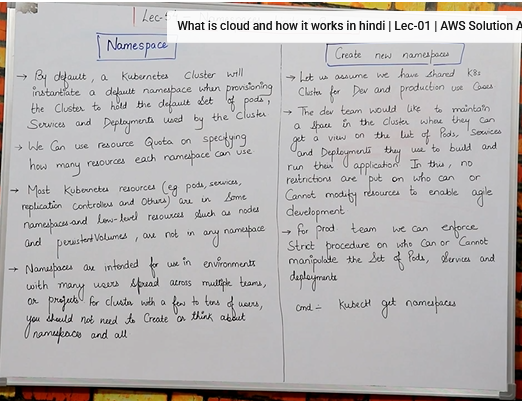 Lec-
What is cloud and how it works in hindi | Lec-01 | AWS Solution A
Namespace
→ By default, a Kubernetes Cluster will
instantiate a default namespace when provisioning
the Cluster to hold the default Set of pods,
Services and Deployments used by the Cluster
→ We Can use resource Quota on specifying
how many resources each namespace can use
→ Most Kubernetes resources (eg pods, services,
replication Controllers and Others) are in Some
namespaces and low-level resources Such as nodes
and persistentVolumes, are not in any namespace
→ Namespaces are intended for use in environments
with many users Spread across multiple teams,
or projects For cluster with a few to tens of users,
you should not need to Create or think about
namespaces and all
Create new namespaces
→ Let us assume we have shared K8s
Cluster for Dev and production use Cases
→ The dev team would like to maintain
a Space in the cluster where they can
get a view on the list of Pods, Services
and Deployments they use to build and
run their application In this, no
restrictions are put on who can or
Cannot modify resources to enable agile
development
→ For prod team we can enforce
Strict procedure on who Can or Cannot
manipulate the Set of Pods, Services and
deployments
cmd = Kubectl get namespaces